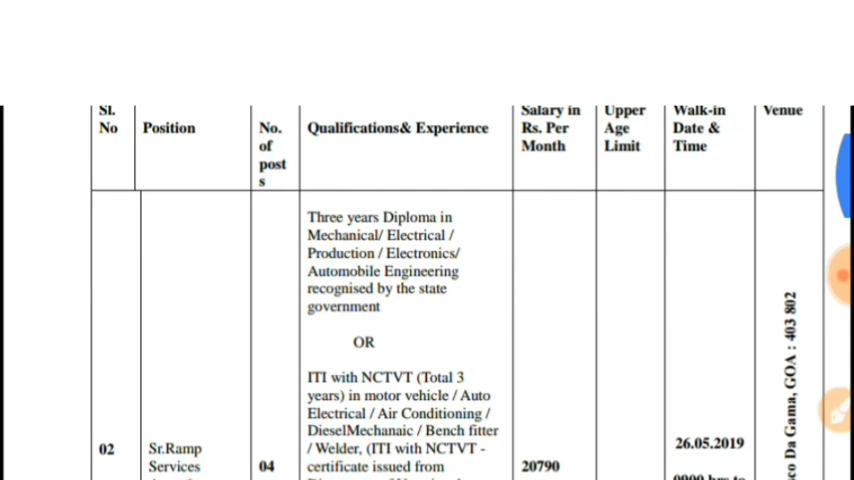 Sl.
No
Position
No.
of
post
s
Qualifications& Experience
Salary in
Rs. Per
Month
Upper
Age
Limit
Walk-in
Date &
Time
Venue
02
Sr.Ramp
Services
04
Three years Diploma in
Mechanical/ Electrical /
Production / Electronics/
Automobile Engineering
recognised by the state
government
OR
ITI with NCTVT (Total 3
years) in motor vehicle / Auto
Electrical / Air Conditioning /
DieselMechanaic / Bench fitter
/ Welder, (ITI with NCTVT -
certificate issued from
20790
26.05.2019
0900 hrs to
Da Gama, GOA : 403 802